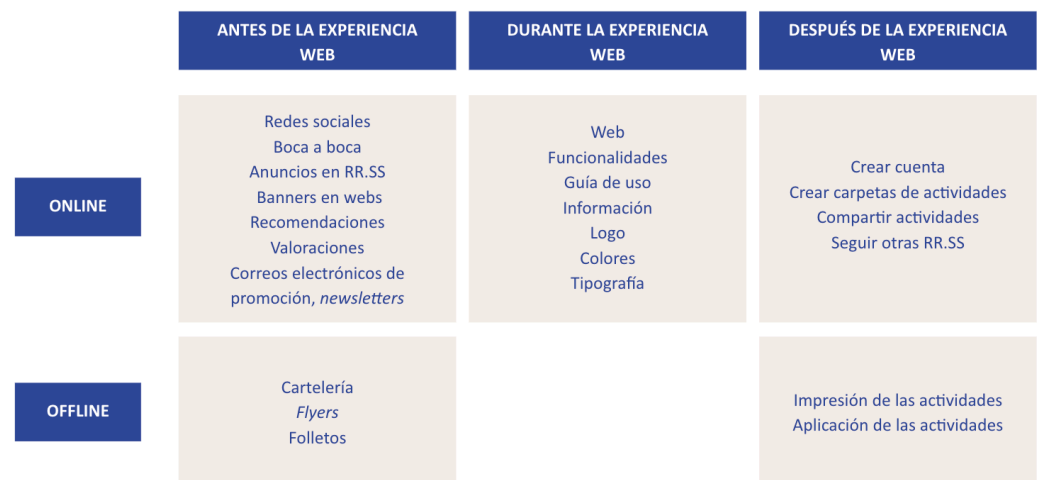 ANTES DE LA EXPERIENCIA
WEB
DURANTE LA EXPERIENCIA
WEB
DESPUÉS DE LA EXPERIENCIA
WEB
ONLINE
Redes sociales
Boca a boca
Anuncios en RR.SS
Banners en webs
Recomendaciones
Valoraciones
Correos electrónicos de
promoción, newsletters
Web
Funcionalidades
Guía de uso
Información
Logo
Colores
Tipografía
Crear cuenta
Crear carpetas de actividades
Compartir actividades
Seguir otras RR.SS
OFFLINE
Cartelería
Flyers
Folletos
Impresión de las actividades
Aplicación de las actividades